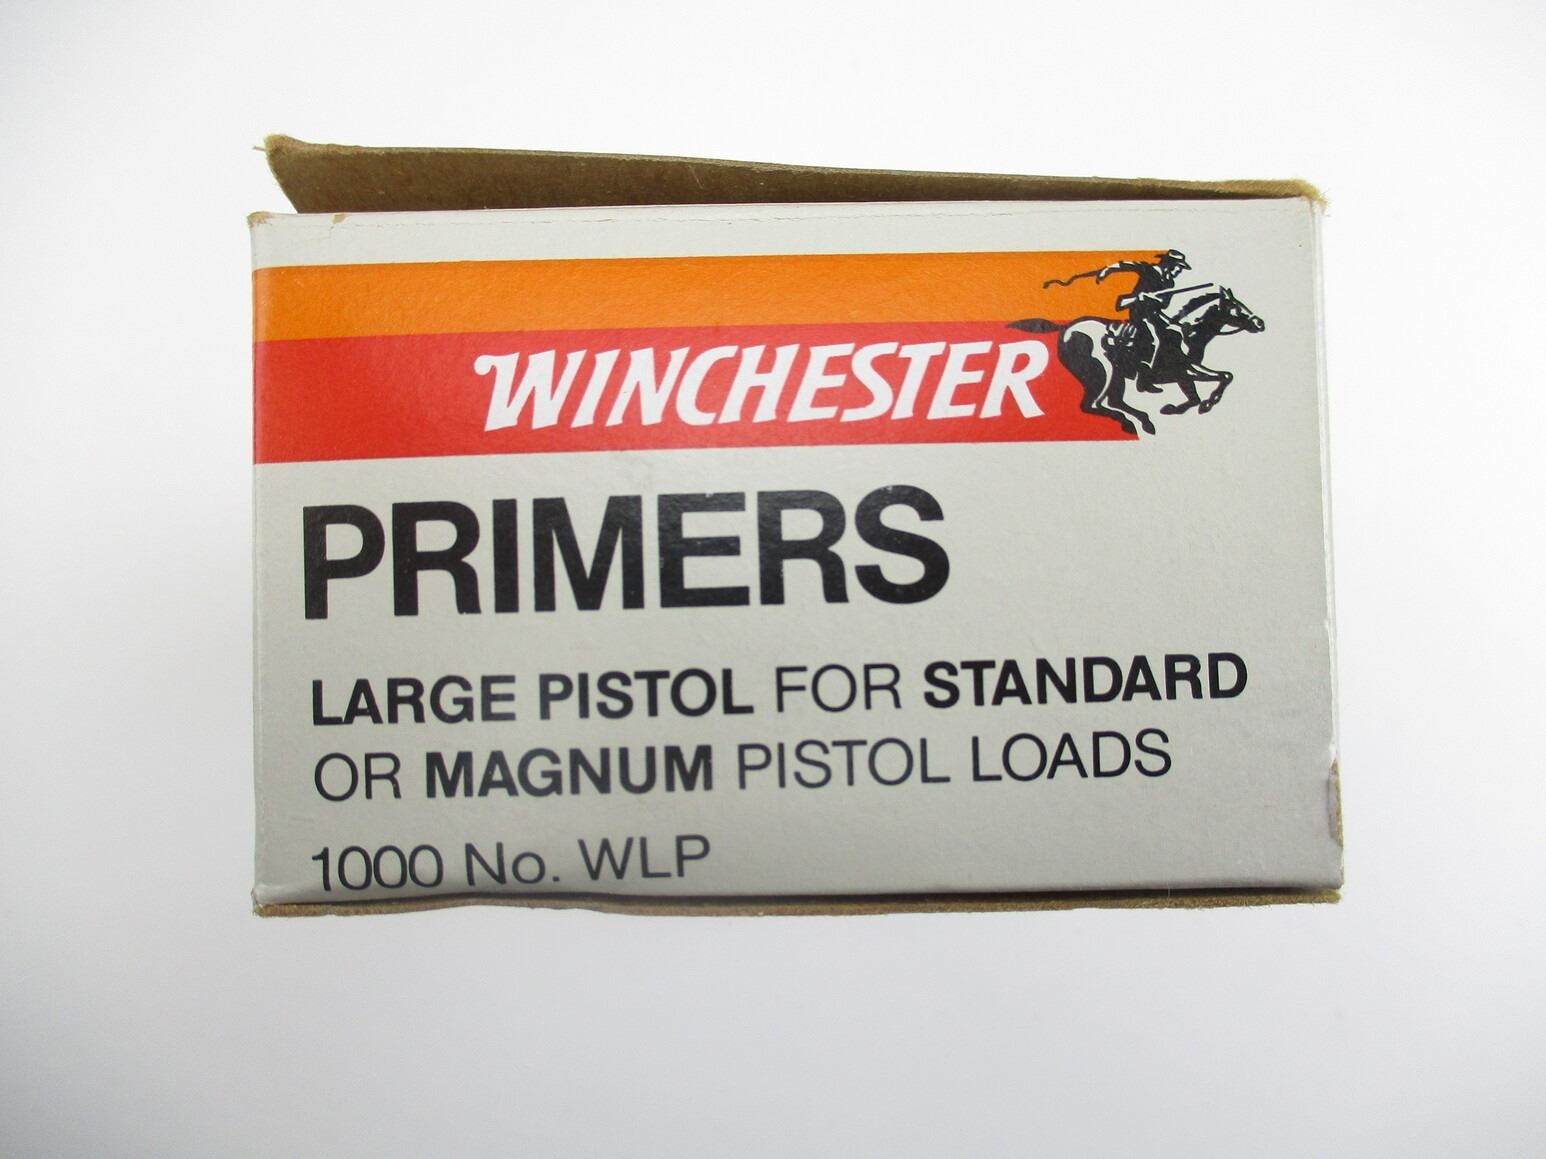 WINCHESTER
PRIMERS
LARGE PISTOL FOR STANDARD
OR MAGNUM PISTOL LOADS
1000 No. WLP